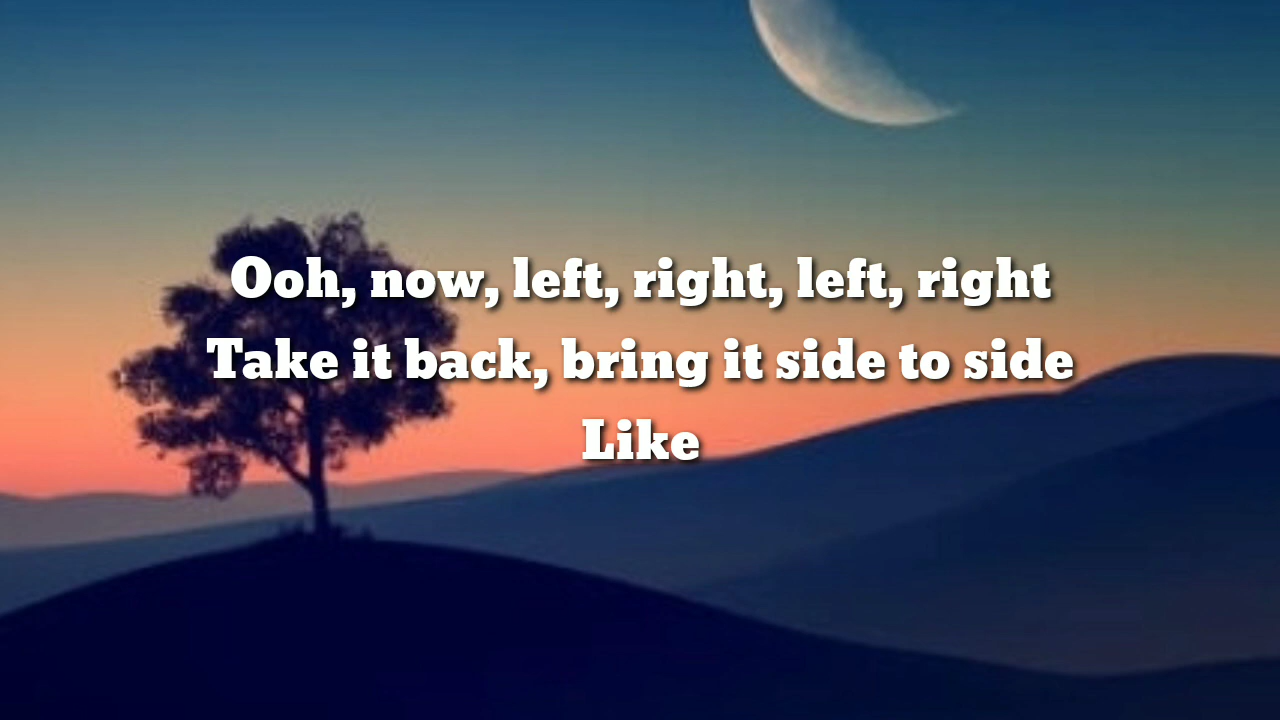 Ooh, now, left, right, left, right
Take it back, bring it side to side
Like